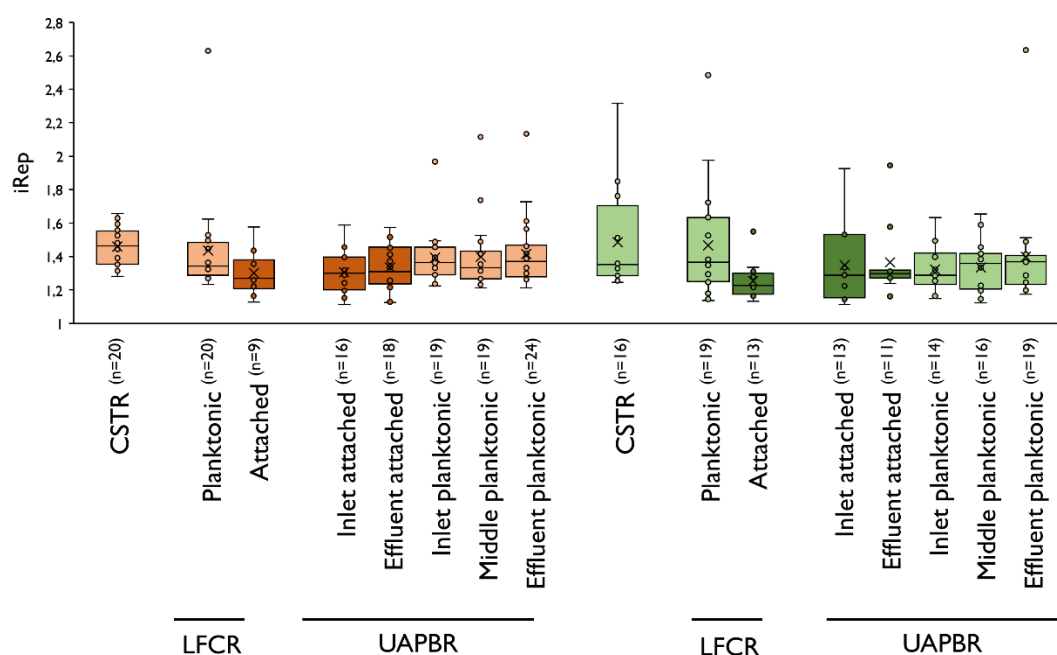 2,8
2,6
2,4
2,2
2
1,8
1,6
1,4
1,2
1
iRep
CSTR (n=20)
Planktonic (n=20)
Attached (n=9)
Inlet attached (n=16)
Effluent attached (n=18)
Inlet planktonic (n=19)
Middle planktonic (n=19)
Effluent planktonic (n=24)
CSTR (n=16)
Planktonic (n=19)
Attached (n=13)
Inlet attached (n=13)
Effluent attached (n=11)
Inlet planktonic (n=14)
Middle planktonic (n=16)
Effluent planktonic (n=19)
LFCR
UAPBR
LFCR
UAPBR